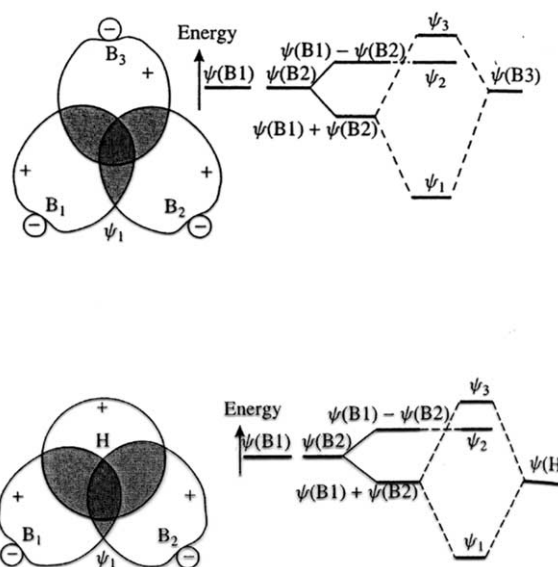 −
B₃
+
+
+
B₁
B₂
−
−
ψ₁
Energy
ψ(B1)
ψ(B2)
ψ(B1) − ψ(B2)
ψ(B1) + ψ(B2)
ψ₃
ψ₂
ψ(B3)
ψ₁
+
H
+
+
B₁
B₂
−
−
ψ₁
Energy
ψ(B1)
ψ(B2)
ψ(B1) − ψ(B2)
ψ(B1) + ψ(B2)
ψ₃
ψ₂
ψ(H
ψ₁